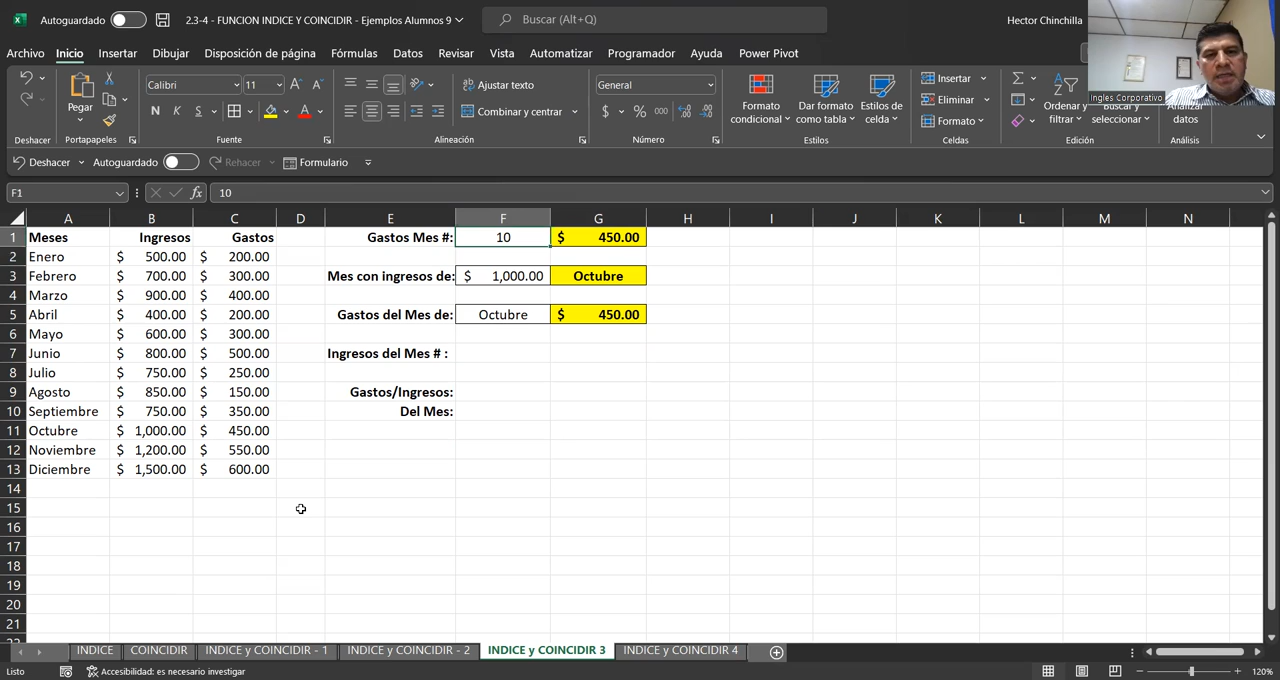 Autoguardado
2.3-4 - FUNCION INDICE Y COINCIDIR - Ejemplos Alumnos 9
Buscar (Alt+Q)
Hector Chinchilla
Archivo Inicio Insertar Dibujar Disposición de página Fórmulas Datos Revisar Vista Automatizar Programador Ayuda Power Pivot
Pegar
Calibri 11
Ajustar texto
General
Formato condicional
Dar formato como tabla
Estilos de celda
Insertar
Eliminar
Formato
Ordenar y filtrar
Buscar y seleccionar
Analizar datos
N K S
Combinar y centrar
$ % 000
Deshacer Portapapeles Fuente Alineación Número Estilos Celdas Edición Análisis
Ingles Corporativo
Deshacer Autoguardado Rehacer Formulario
F1 fx 10
A B C D E F G H I J K L M N
1 Meses Ingresos Gastos Gastos Mes #: 10 $ 450.00
2 Enero $ 500.00 $ 200.00
3 Febrero $ 700.00 $ 300.00 Mes con ingresos de: $ 1,000.00 Octubre
4 Marzo $ 900.00 $ 400.00
5 Abril $ 400.00 $ 200.00 Gastos del Mes de: Octubre $ 450.00
6 Mayo $ 600.00 $ 300.00
7 Junio $ 800.00 $ 500.00 Ingresos del Mes # :
8 Julio $ 750.00 $ 250.00
9 Agosto $ 850.00 $ 150.00 Gastos/Ingresos:
10 Septiembre $ 750.00 $ 350.00 Del Mes:
11 Octubre $ 1,000.00 $ 450.00
12 Noviembre $ 1,200.00 $ 550.00
13 Diciembre $ 1,500.00 $ 600.00
14
15
16
17
18
19
20
21
INDICE COINCIDIR INDICE y COINCIDIR - 1 INDICE y COINCIDIR - 2 INDICE y COINCIDIR 3 INDICE y COINCIDIR 4
Listo Accesibilidad: es necesario investigar 120%